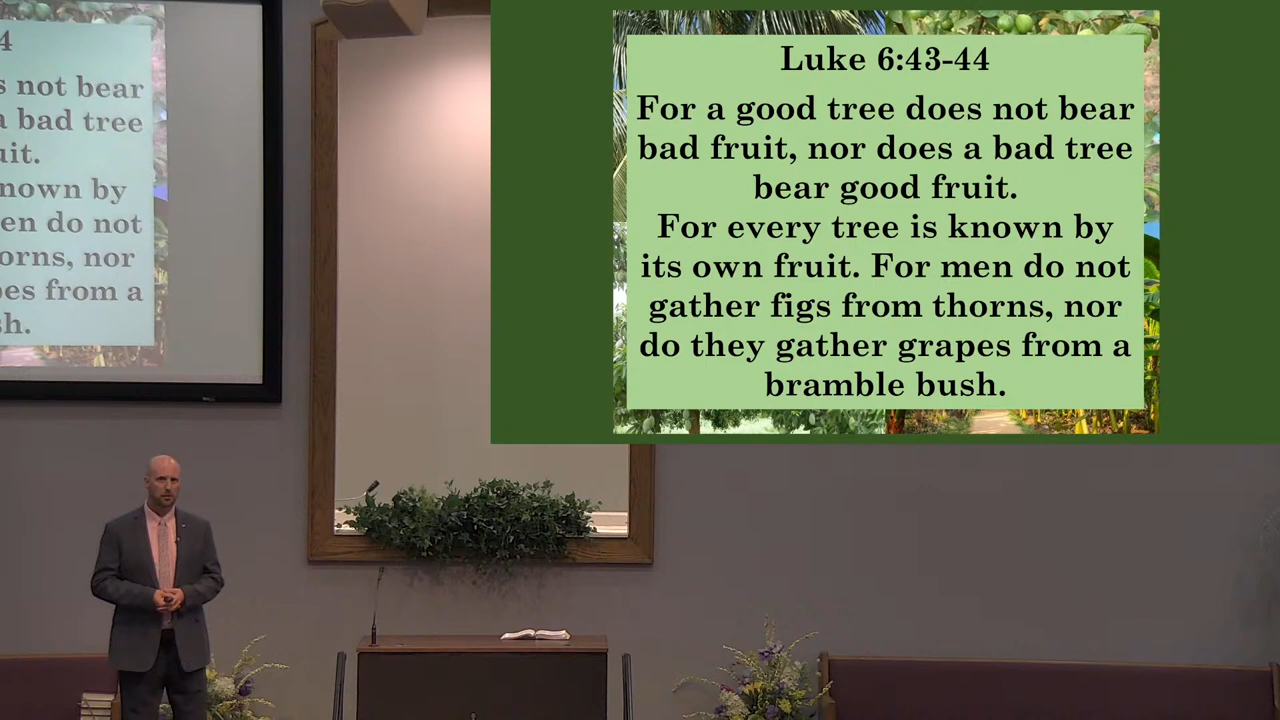 4
s not bear
a bad tree
uit.
nown by
en do not
orns, nor
pes from a
sh.
Luke 6:43-44
For a good tree does not bear
bad fruit, nor does a bad tree
bear good fruit.
For every tree is known by
its own fruit. For men do not
gather figs from thorns, nor
do they gather grapes from a
bramble bush.